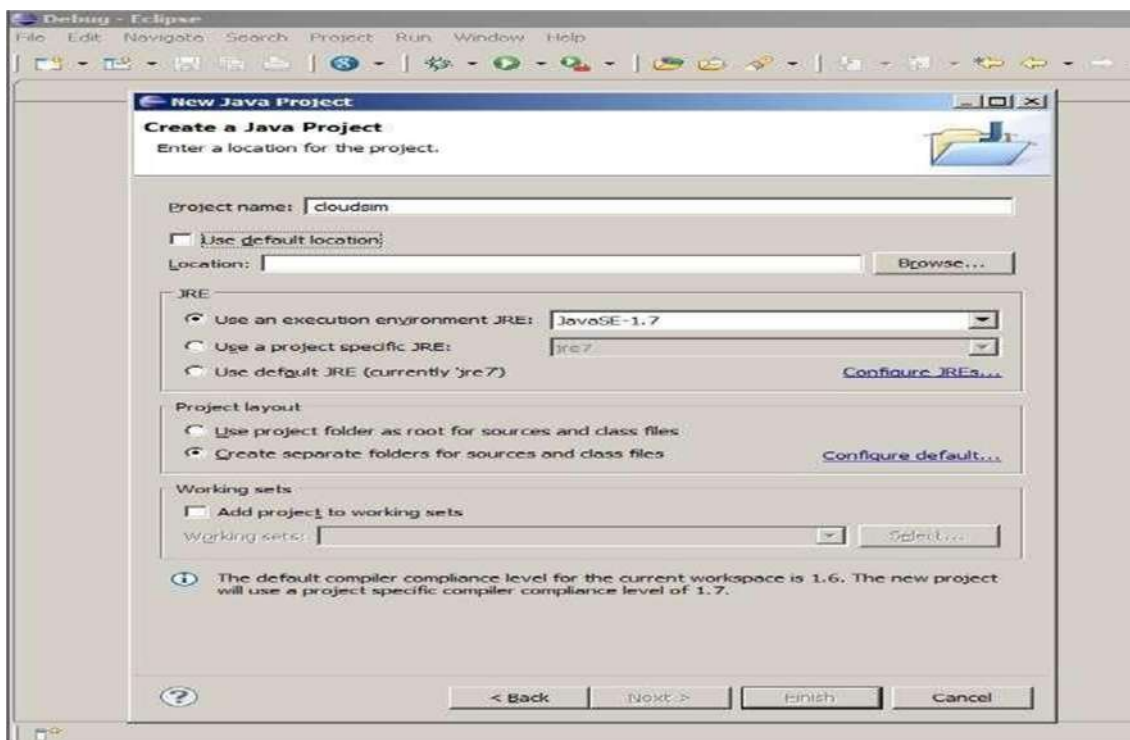 Debug - Eclipse
File Edit Navigate Search Project Run Window Help
New Java Project
Create a Java Project
Enter a location for the project.
Project name: cloudsim
Use default location
Location: Browse...
JRE
Use an execution environment JRE: JavaSE-1.7
Use a project specific JRE: jre7
Use default JRE (currently 'jre7') Configure JREs...
Project layout
Use project folder as root for sources and class files
Create separate folders for sources and class files Configure default...
Working sets
Add project to working sets
Working sets: Select...
The default compiler compliance level for the current workspace is 1.6. The new project
will use a project specific compiler compliance level of 1.7.
? < Back Next > Finish Cancel